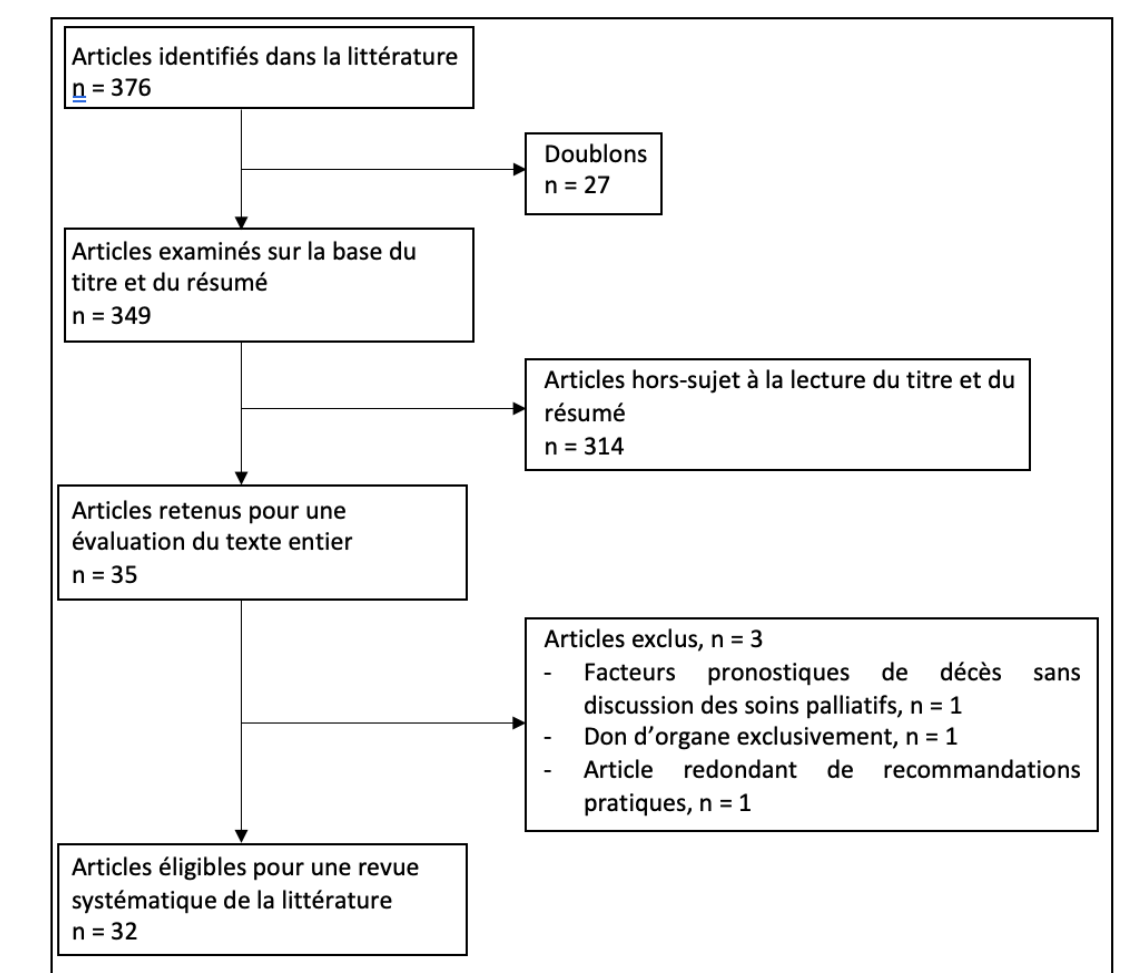 Articles identifiés dans la littérature
n = 376
Doublons
n = 27
Articles examinés sur la base du
titre et du résumé
n = 349
Articles hors-sujet à la lecture du titre et du
résumé
n = 314
Articles retenus pour une
évaluation du texte entier
n = 35
Articles exclus, n = 3
- Facteurs pronostiques de décès sans
discussion des soins palliatifs, n = 1
- Don d’organe exclusivement, n = 1
- Article redondant de recommandations
pratiques, n = 1
Articles éligibles pour une revue
systématique de la littérature
n = 32